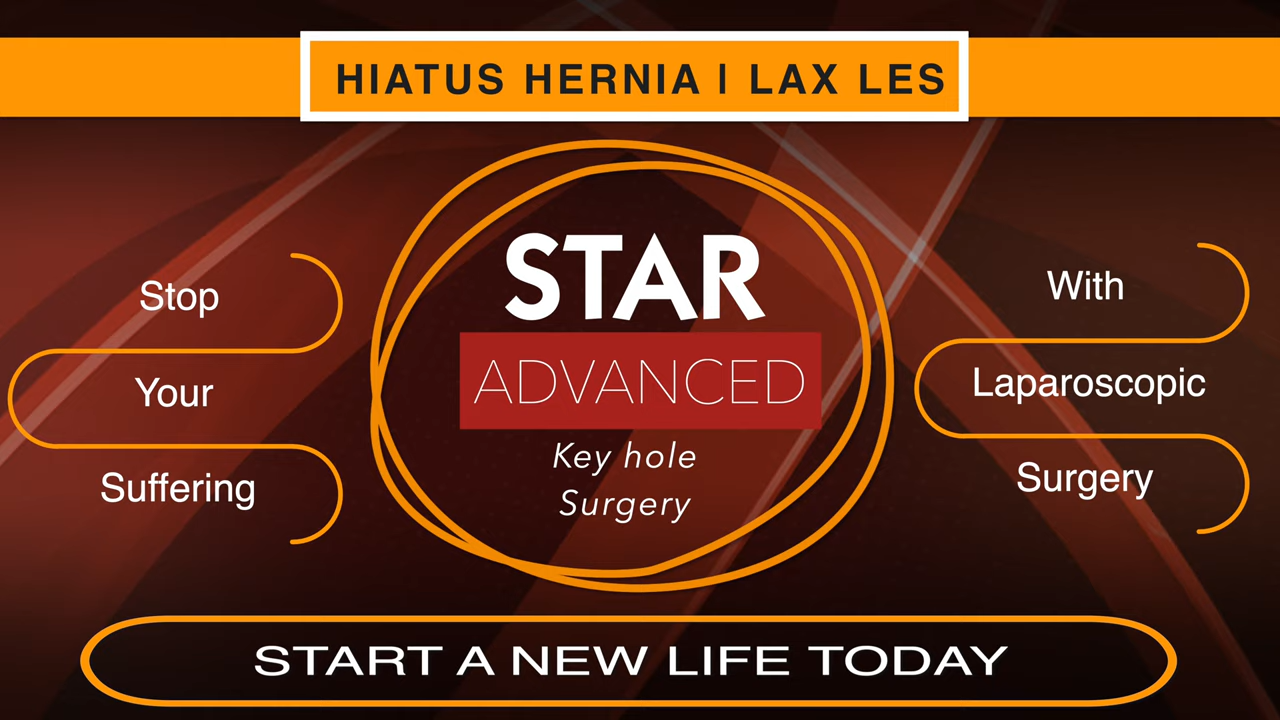 HIATUS HERNIA | LAX LES
Stop
Your
Suffering
STAR
ADVANCED
Key hole
Surgery
With
Laparoscopic
Surgery
START A NEW LIFE TODAY